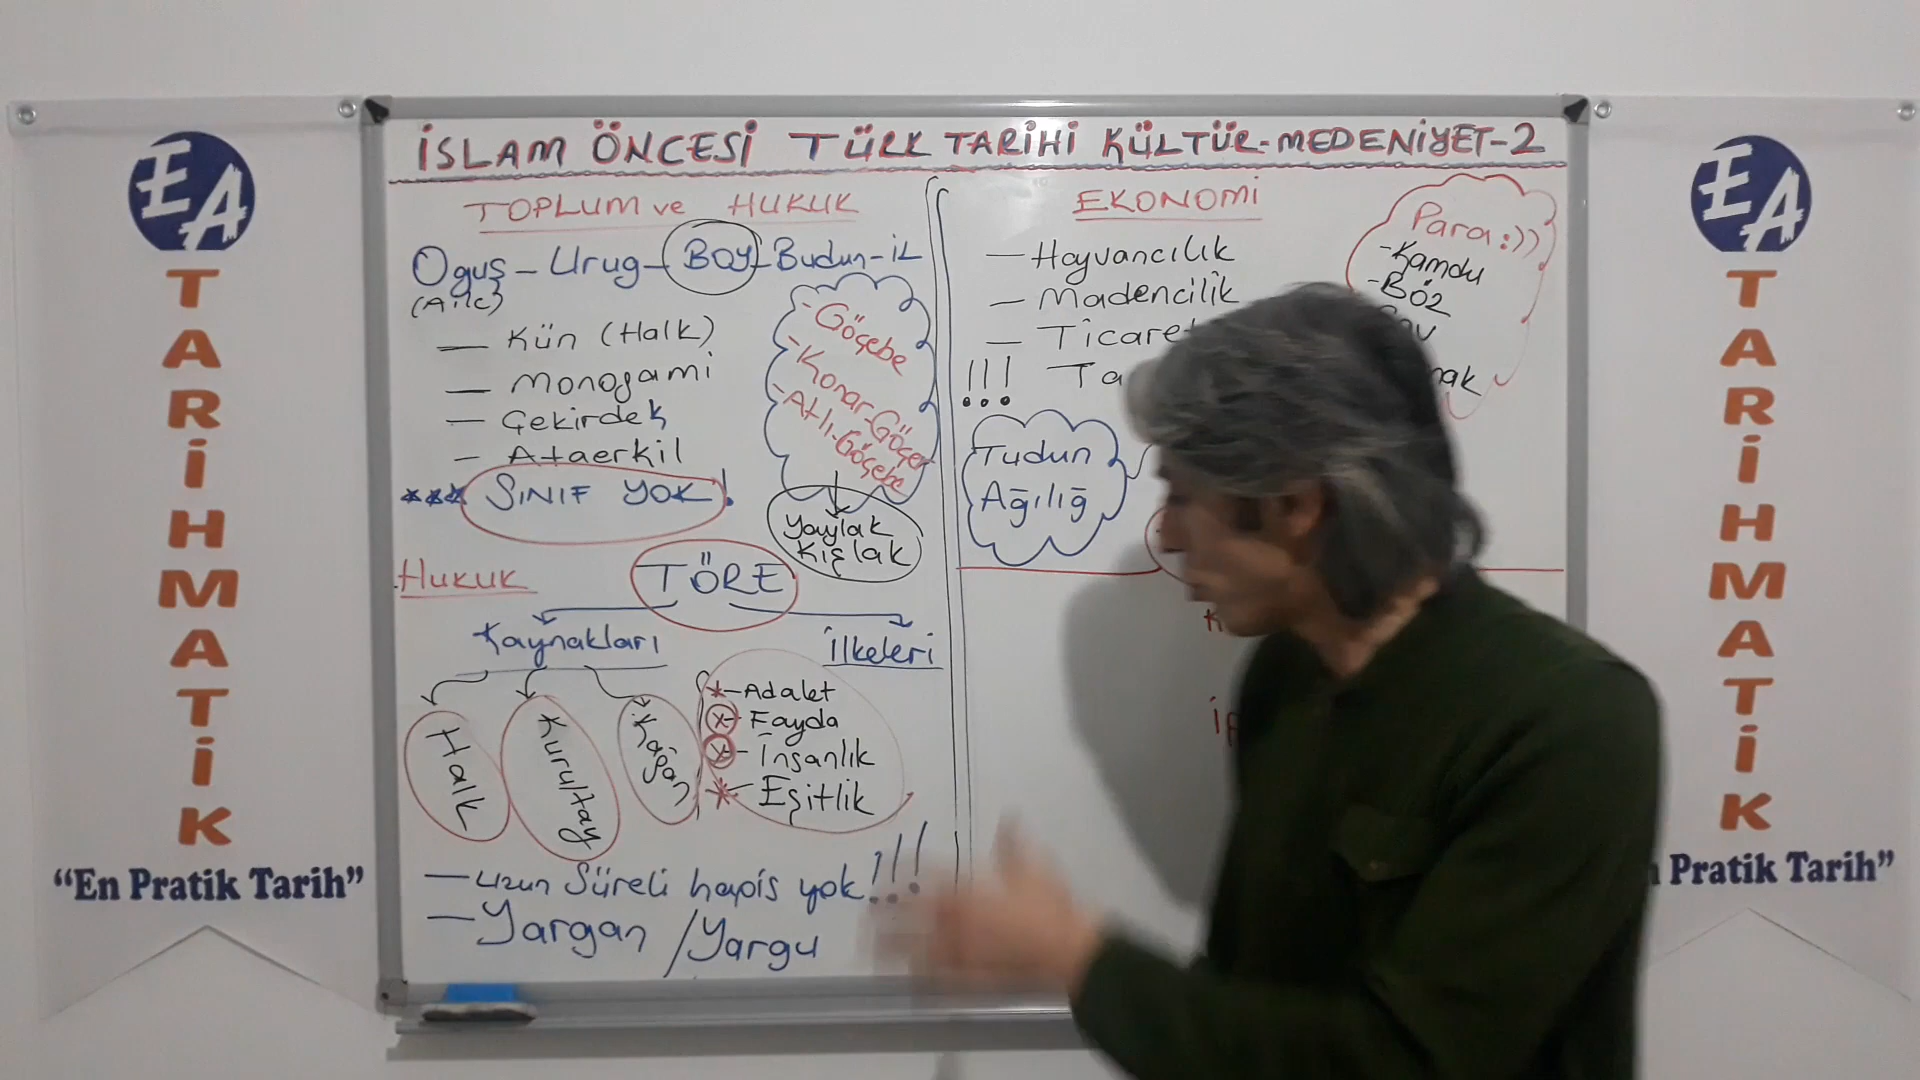 İSLAM ÖNCESİ TÜRK TARİHİ KÜLTÜR-MEDENİYET-2
TOPLUM ve HUKUK
Oguş – Urug – BOY – Budun – İL
(Aile)
— Kün (Halk)
— Monogami
— Çekirdek
— Ataerkil
*** SINIF YOK!
- Göçebe
- Konar-Göçer
- Atlı-Göçebe
Yaylak
Kışlak
Hukuk
TÖRE
Kaynakları
İlkeleri
Halk
Kurultay
Kağan
*– Adalet
x– Fayda
x– İnsanlık
*– Eşitlik
— Uzun Süreli hapis yok!!!
— Yargan / Yargu
EKONOMİ
— Hayvancılık
— Madencilik
— Ticaret
!!!
Tudun
Ağılığ
Para :))
- Kamdu
- Böz
EA
TARİHMATİK
“En Pratik Tarih”
EA
TARİHMATİK
Pratik Tarih”